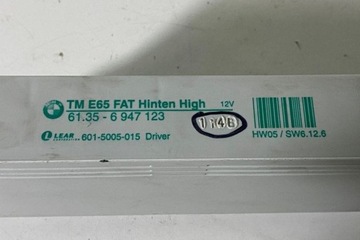 TM E65 FAT Hinten High 12V
61.35 - 6 947 123
LEAR
601-5005-015 Driver
HW05 / SW6.12.6